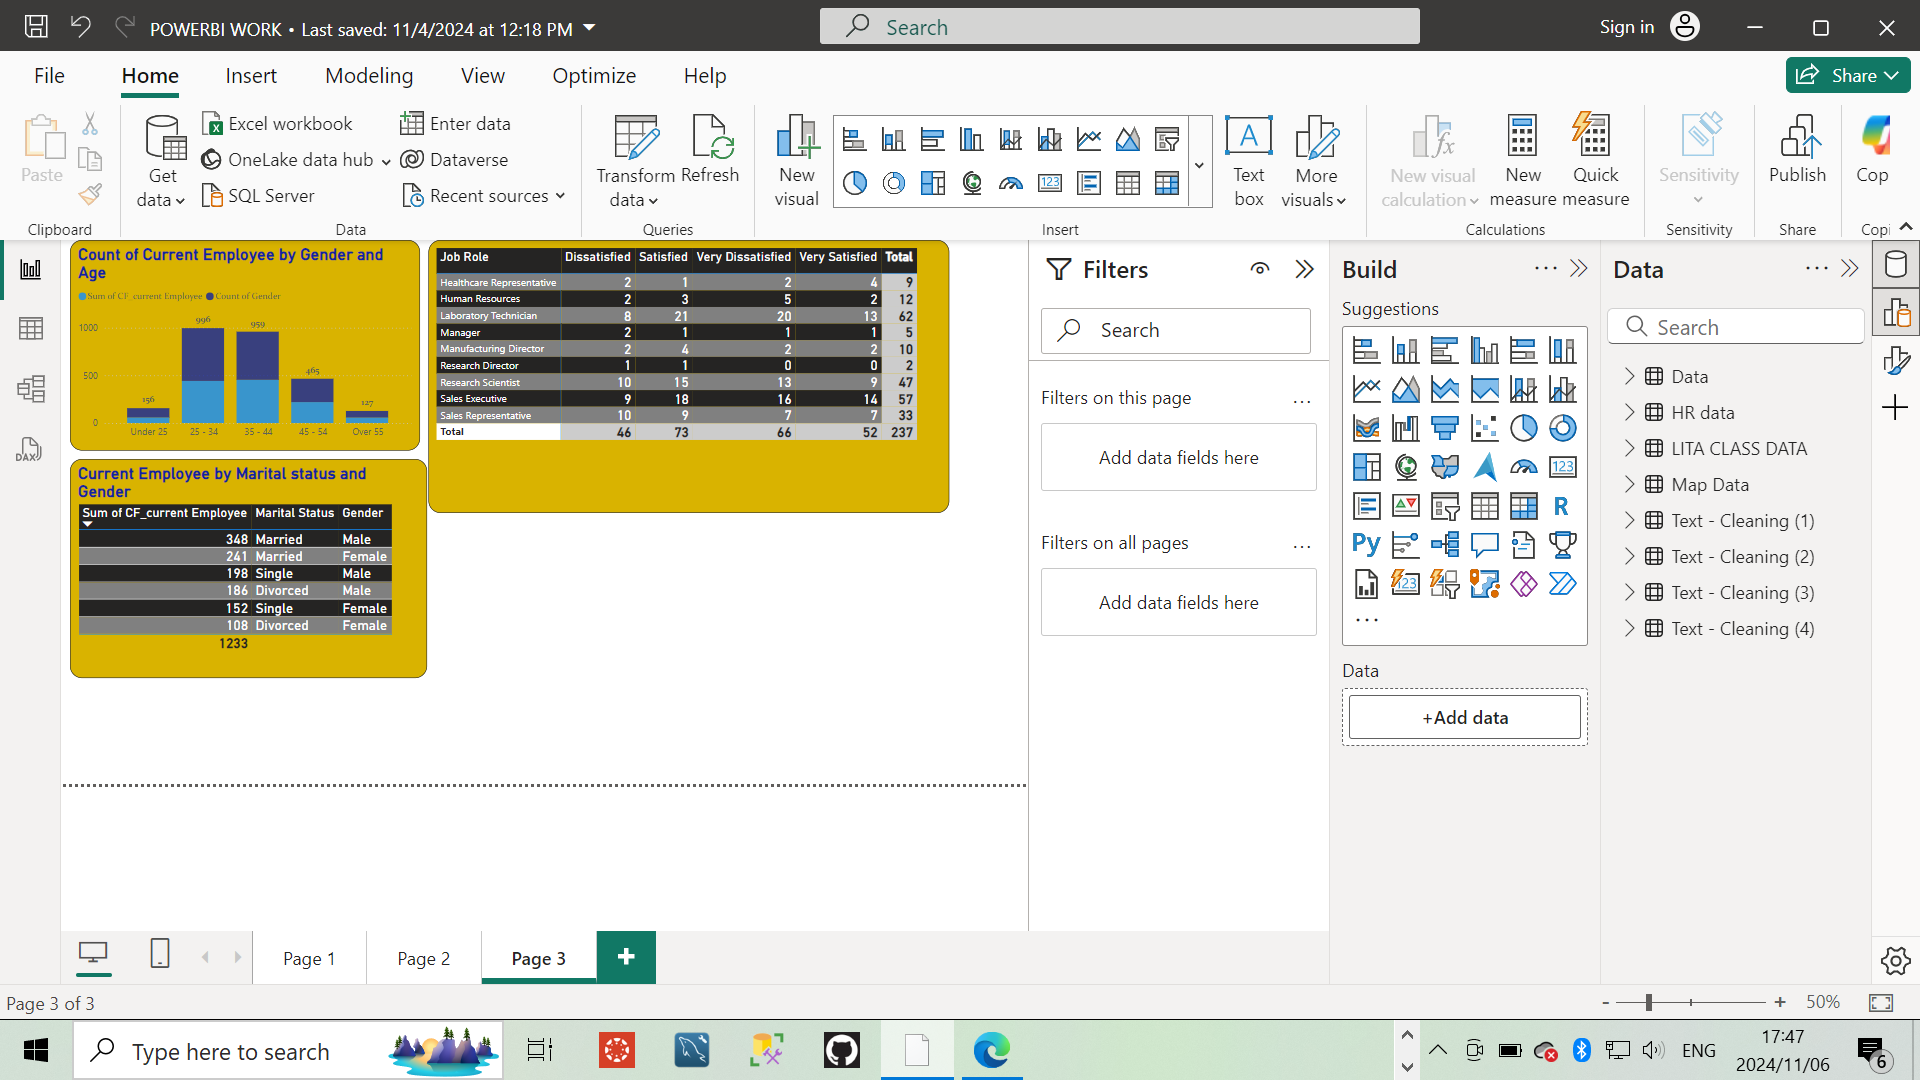 POWERBI WORK • Last saved: 11/4/2024 at 12:18 PM
Search
Sign in
File
Home
Insert
Modeling
View
Optimize
Help
Share
Paste
Clipboard
Get data
Excel workbook
OneLake data hub
SQL Server
Enter data
Dataverse
Recent sources
Data
Transform data
Refresh
Queries
New visual
Text box
More visuals
Insert
New visual calculation
New measure
Quick measure
Calculations
Sensitivity
Sensitivity
Publish
Share
Cop
Copi
Count of Current Employee by Gender and
Age
Sum of CF_current Employee Count of Gender
1000
500
0
156
996
959
465
127
Under 25 25 - 34 35 - 44 45 - 54 Over 55
Job Role Dissatisfied Satisfied Very Dissatisfied Very Satisfied Total
Healthcare Representative 2 1 2 4 9
Human Resources 2 3 5 2 12
Laboratory Technician 8 21 20 13 62
Manager 2 1 1 1 5
Manufacturing Director 2 4 2 2 10
Research Director 1 1 0 0 2
Research Scientist 10 15 13 9 47
Sales Executive 9 18 16 14 57
Sales Representative 10 9 7 7 33
Total 46 73 66 52 237
Current Employee by Marital status and
Gender
Sum of CF_current Employee Marital Status Gender
348 Married Male
241 Married Female
198 Single Male
186 Divorced Male
152 Single Female
108 Divorced Female
1233
Filters
Search
Filters on this page
Add data fields here
Filters on all pages
Add data fields here
Build
Suggestions
R
Py
123
Data
+Add data
Data
Search
Data
HR data
LITA CLASS DATA
Map Data
Text - Cleaning (1)
Text - Cleaning (2)
Text - Cleaning (3)
Text - Cleaning (4)
DAX
Page 1
Page 2
Page 3
Page 3 of 3
- + 50%
Type here to search
ENG
17:47
2024/11/06
6